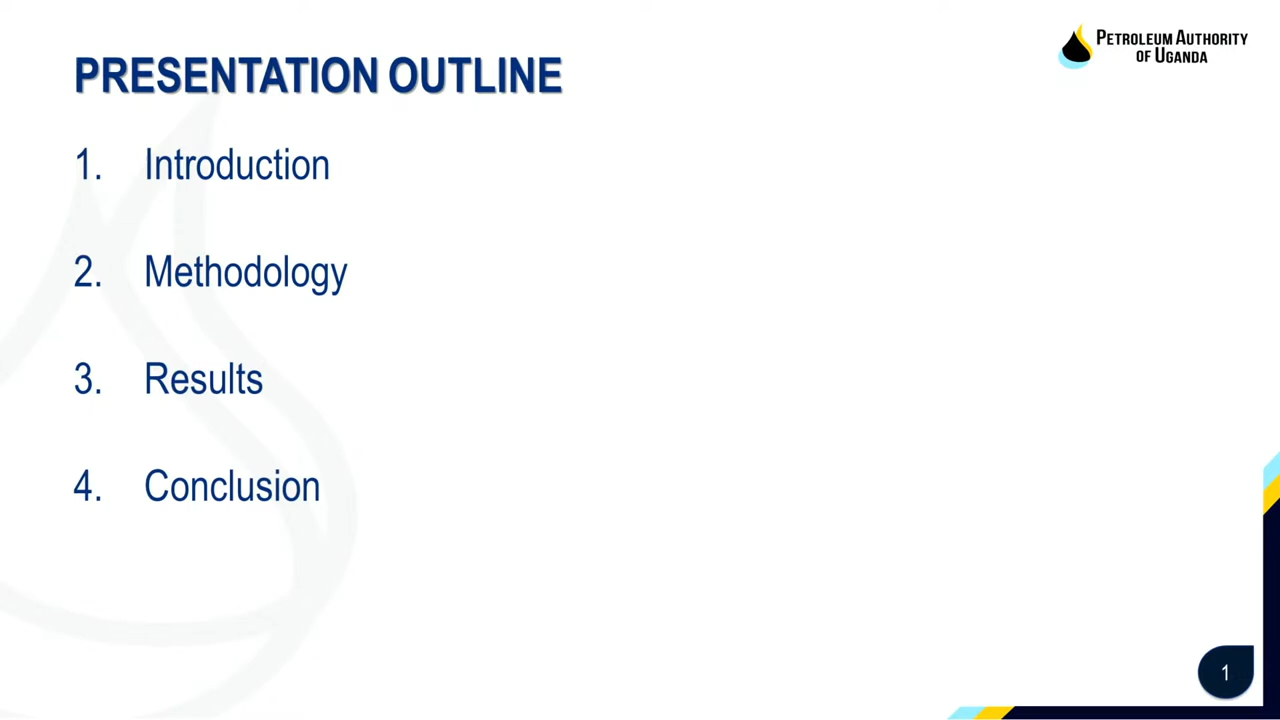 PETROLEUM AUTHORITY
OF UGANDA
PRESENTATION OUTLINE
1. Introduction
2. Methodology
3. Results
4. Conclusion
1